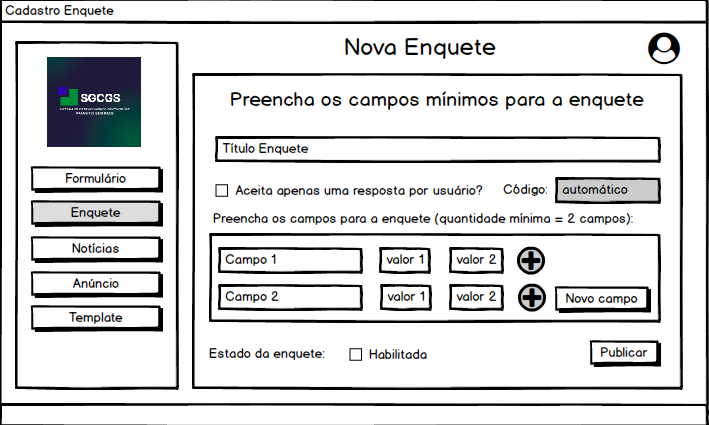 Cadastro Enquete
Nova Enquete
SGCGS
Formulário
Enquete
Notícias
Anúncio
Template
Preencha os campos mínimos para a enquete
Título Enquete
Aceita apenas uma resposta por usuário? Código: automático
Preencha os campos para a enquete (quantidade mínima = 2 campos):
Campo 1 valor 1 valor 2
Campo 2 valor 1 valor 2 Novo campo
Estado da enquete: Habilitada Publicar